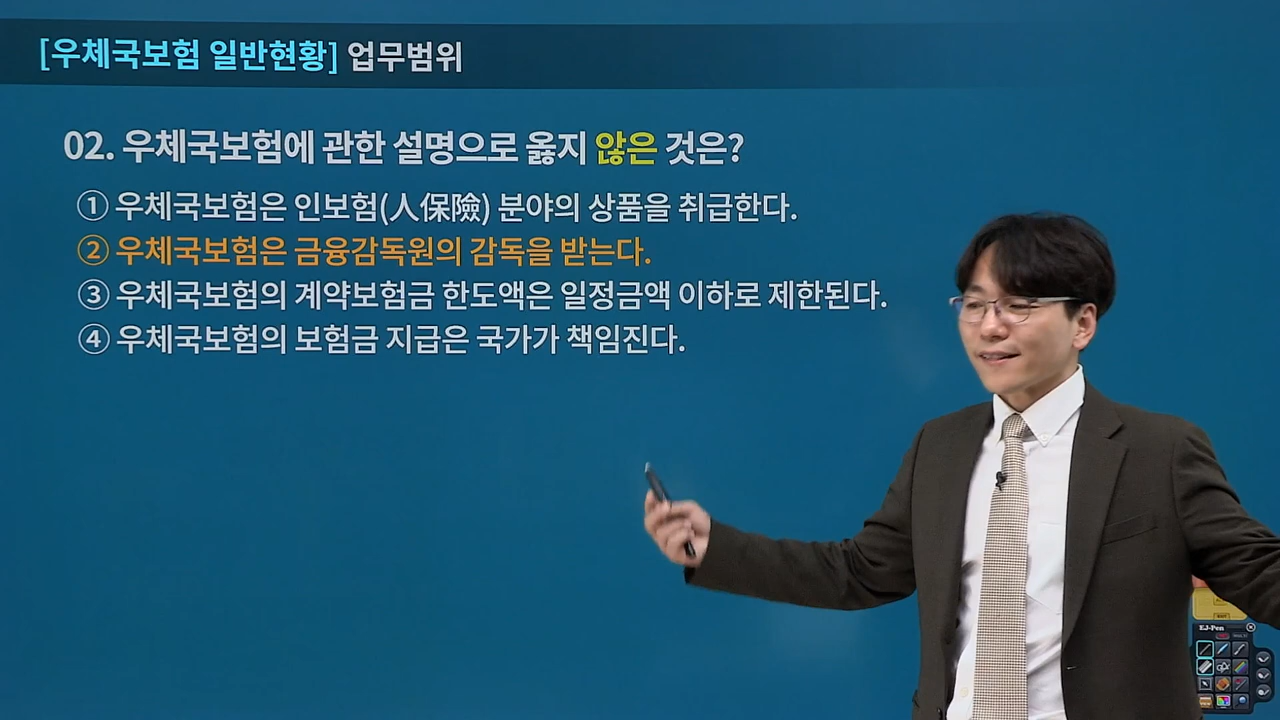 [우체국보험 일반현황] 업무범위
02. 우체국보험에 관한 설명으로 옳지 않은 것은?
① 우체국보험은 인보험(人保險) 분야의 상품을 취급한다.
② 우체국보험은 금융감독원의 감독을 받는다.
③ 우체국보험의 계약보험금 한도액은 일정금액 이하로 제한된다.
④ 우체국보험의 보험금 지급은 국가가 책임진다.
EJ-Pen